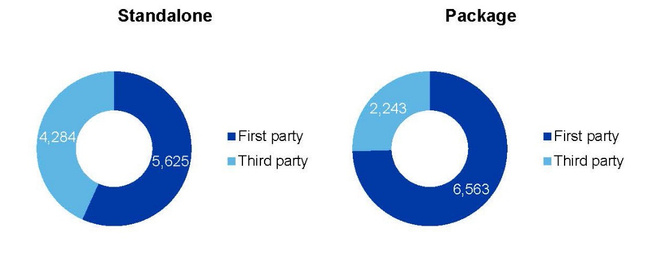 Standalone
4,284
5,625
First party
Third party
Package
2,243
6,563
First party
Third party